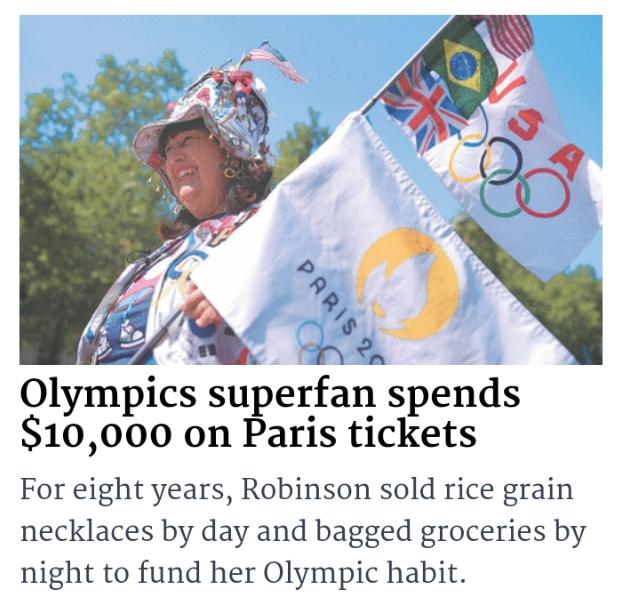 USA
PARIS 20
Olympics superfan spends
$10,000 on Paris tickets
For eight years, Robinson sold rice grain
necklaces by day and bagged groceries by
night to fund her Olympic habit.